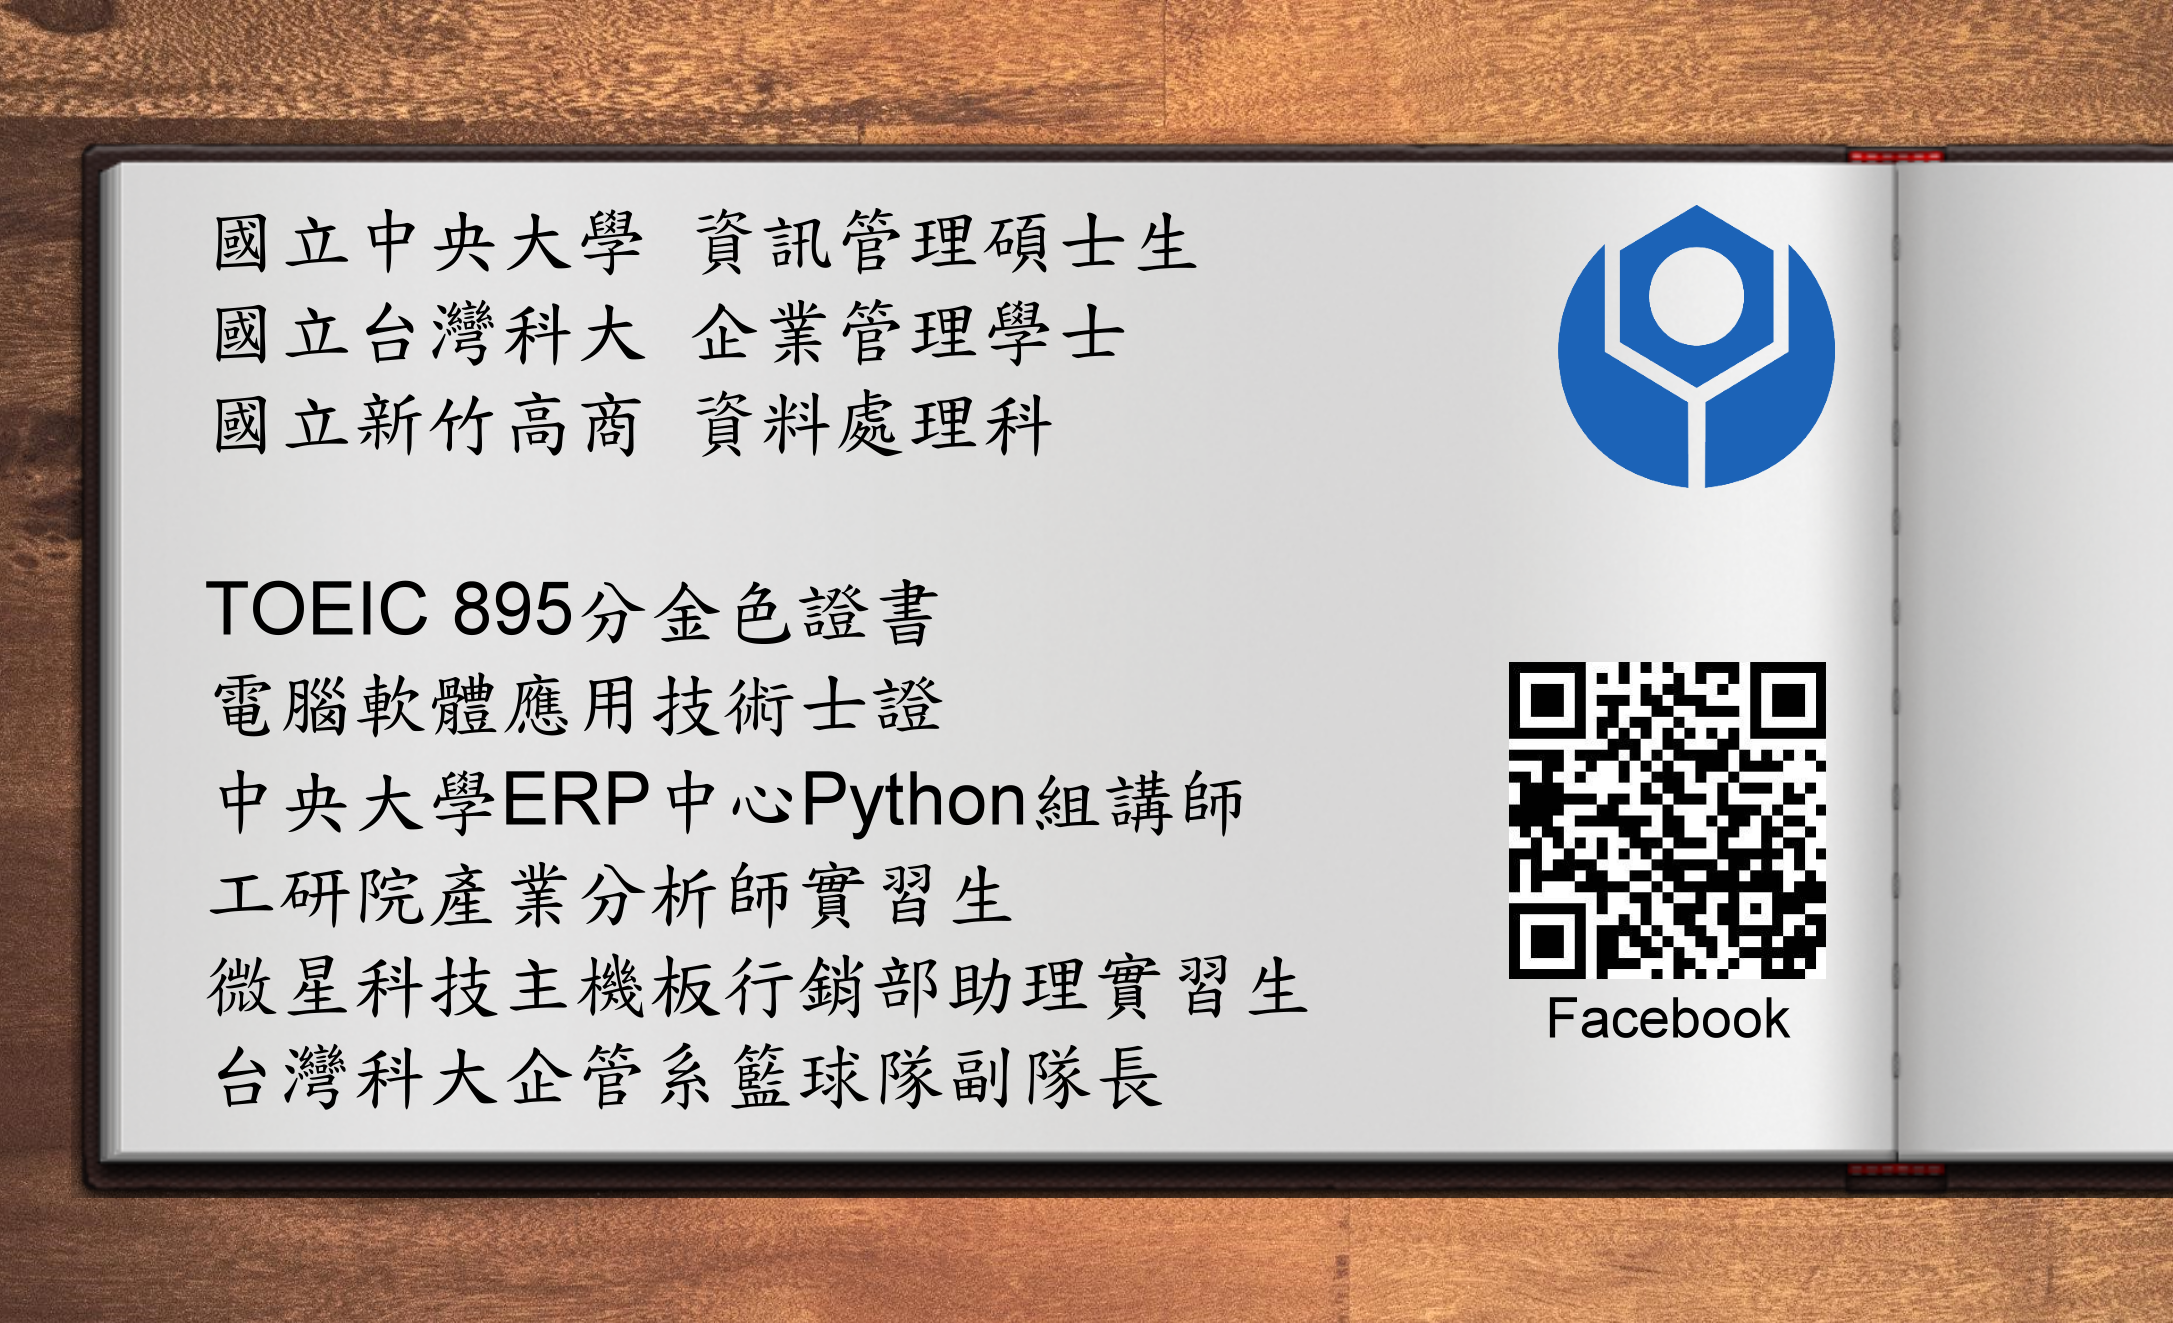 國立中央大學 資訊管理碩士生
國立台灣科大 企業管理學士
國立新竹高商 資料處理科
TOEIC 895分金色證書
電腦軟體應用技術士證
中央大學ERP中心Python組講師
工研院產業分析師實習生
微星科技主機板行銷部助理實習生
台灣科大企管系籃球隊副隊長
Facebook